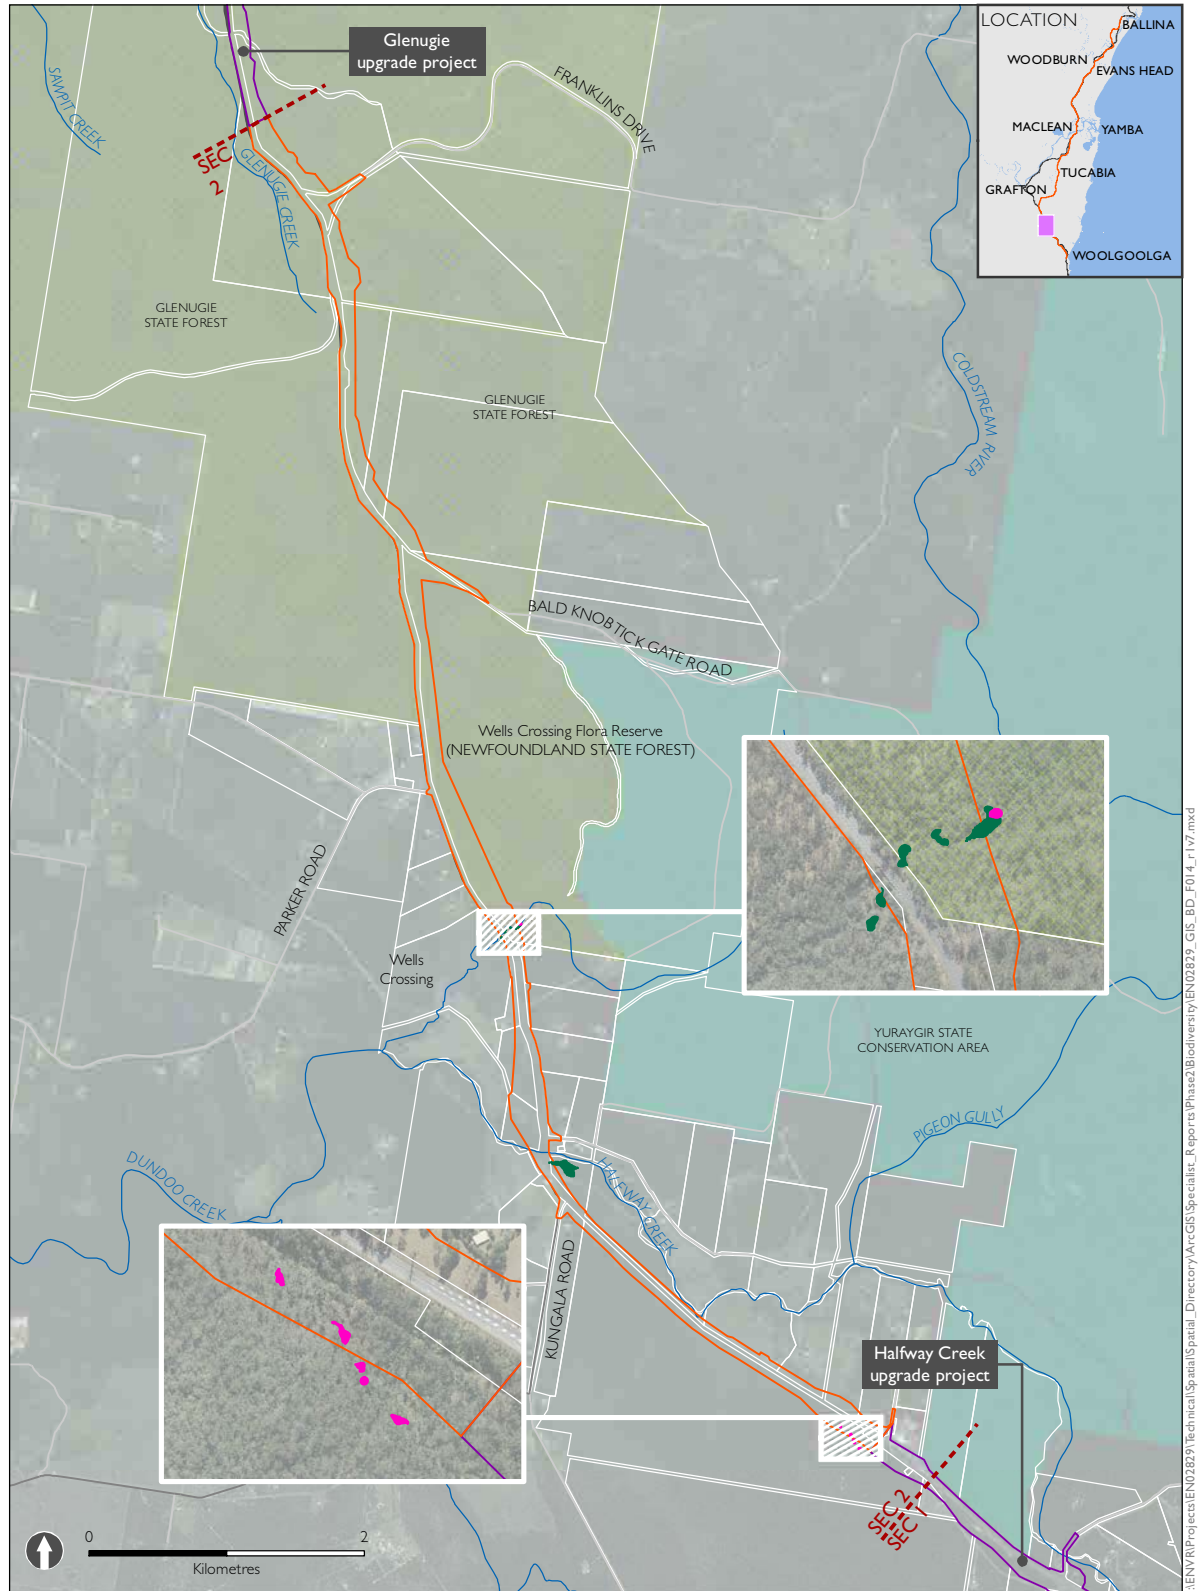 LOCATION
BALLINA
WOODBURN
EVANS HEAD
MACLEAN
YAMBA
TUCABIA
GRAFTON
WOOLGOOLGA
Glenugie
upgrade project
SAWPIT CREEK
FRANKLINS DRIVE
SEC
2
GLENUGIE CREEK
GLENUGIE
STATE FOREST
GLENUGIE
STATE FOREST
COLDSTREAM RIVER
BALD KNOB TICK GATE ROAD
Wells Crossing Flora Reserve
(NEWFOUNDLAND STATE FOREST)
PARKER ROAD
Wells
Crossing
YURAYGIR STATE
CONSERVATION AREA
PIGEON GULLY
DUNDOO CREEK
HALFWAY CREEK
KUNGALA ROAD
Halfway Creek
upgrade project
SEC 2
SEC 1
0 2
Kilometres
ENVR\Projects\EN02829\Technical\Spatial\Spatial_Directory\ArcGIS\Specialist_Reports\Phase2\Biodiversity\EN02829_GIS_BD_F014_r1v7.mxd